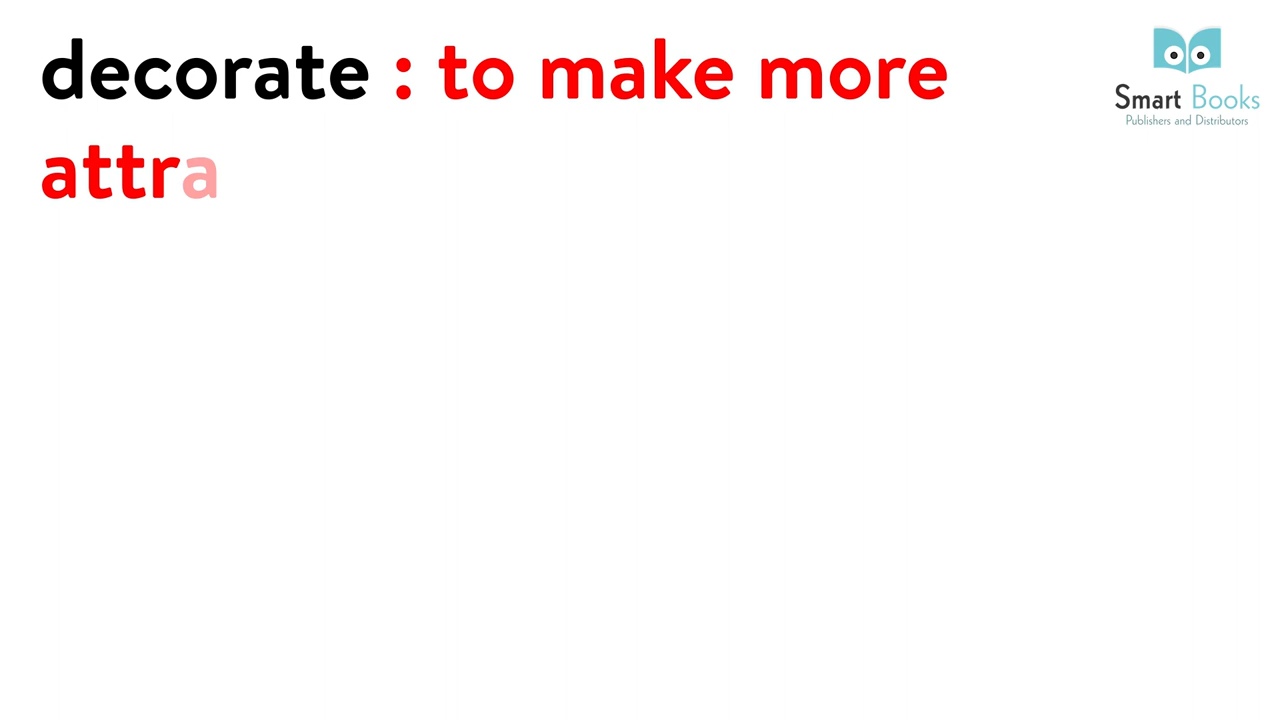 decorate : to make more
attra
Smart Books
Publishers and Distributors